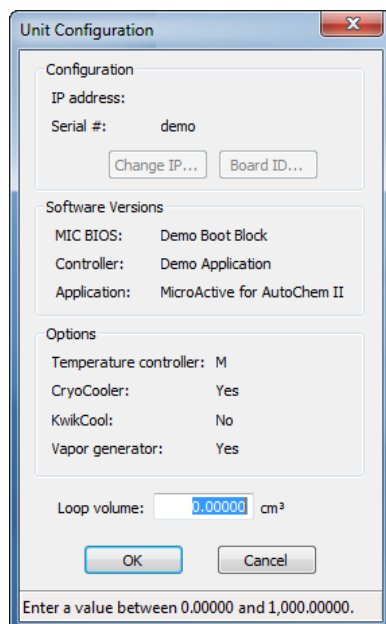 Unit Configuration
Configuration
IP address:
Serial #: demo
Change IP... Board ID...
Software Versions
MIC BIOS: Demo Boot Block
Controller: Demo Application
Application: MicroActive for AutoChem II
Options
Temperature controller: M
CryoCooler: Yes
KwikCool: No
Vapor generator: Yes
Loop volume: 0.00000 cm³
OK Cancel
Enter a value between 0.00000 and 1,000.00000.